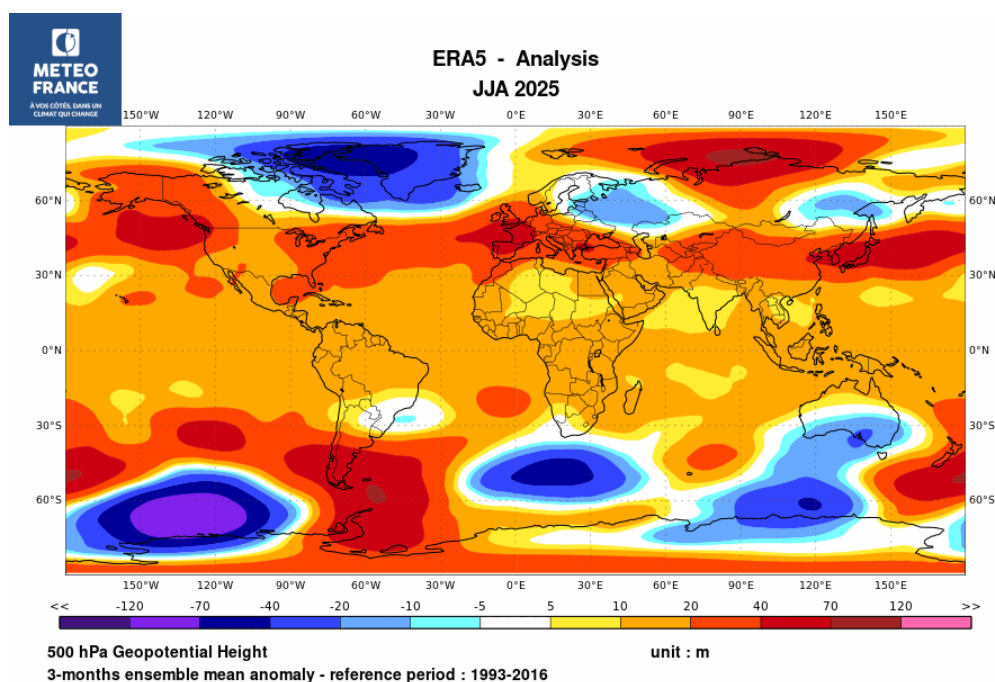 METEO
FRANCE
À VOS CÔTÉS, DANS UN
CLIMAT QUI CHANGE
ERA5 - Analysis
JJA 2025
150°W 120°W 90°W 60°W 30°W 0°E 30°E 60°E 90°E 120°E 150°E
60°N 60°N
30°N 30°N
0°N 0°N
30°S 30°S
60°S 60°S
150°W 120°W 90°W 60°W 30°W 0°E 30°E 60°E 90°E 120°E 150°E
<< -120 -70 -40 -20 -10 -5 5 10 20 40 70 120 >>
500 hPa Geopotential Height unit : m
3-months ensemble mean anomaly - reference period : 1993-2016